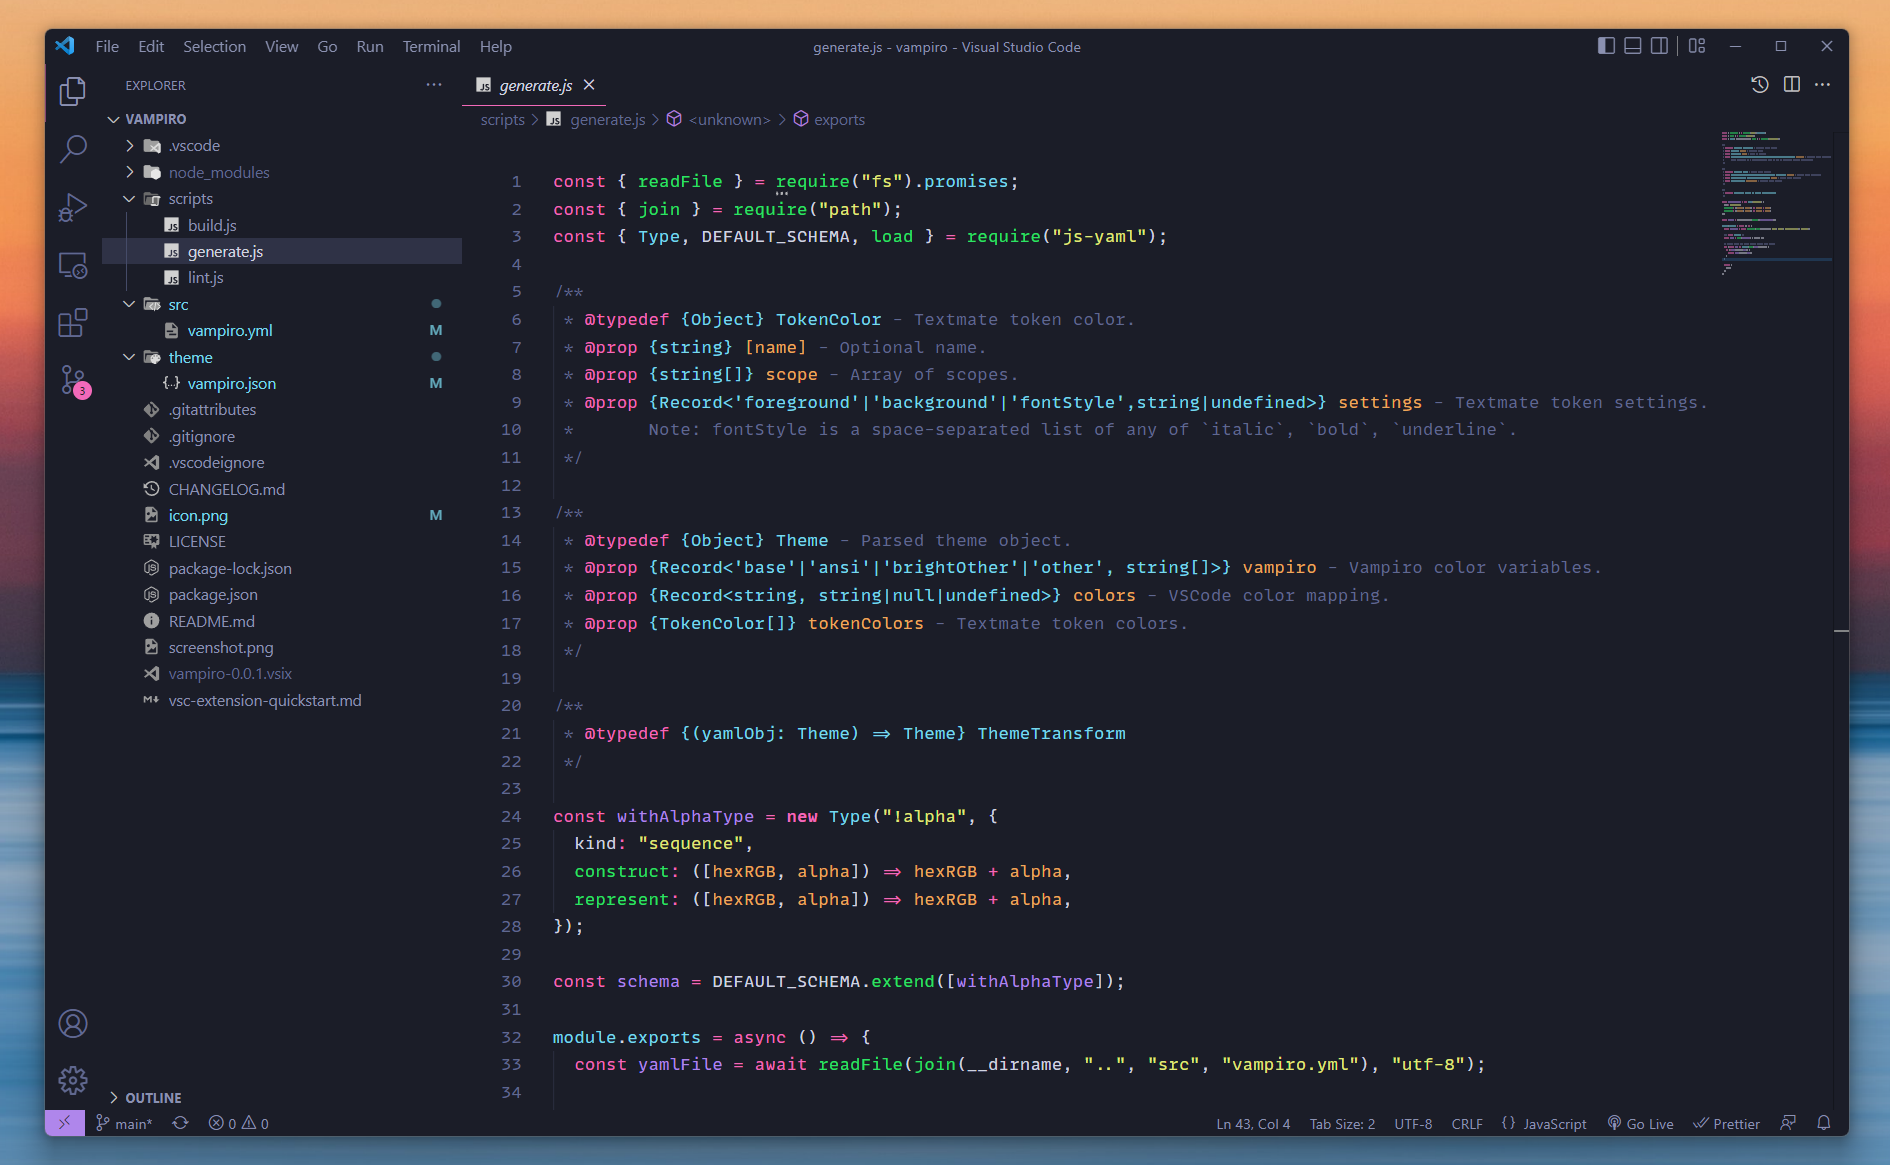 File Edit Selection View Go Run Terminal Help
generate.js - vampiro - Visual Studio Code
EXPLORER
VAMPIRO
.vscode
node_modules
scripts
build.js
generate.js
lint.js
src
vampiro.yml M
theme
vampiro.json M
.gitattributes
.gitignore
.vscodeignore
CHANGELOG.md
icon.png M
LICENSE
package-lock.json
package.json
README.md
screenshot.png
vampiro-0.0.1.vsix
vsc-extension-quickstart.md
OUTLINE
3
generate.js
scripts > generate.js > <unknown> > exports
1 const { readFile } = require("fs").promises;
2 const { join } = require("path");
3 const { Type, DEFAULT_SCHEMA, load } = require("js-yaml");
4
5 /**
6 * @typedef {Object} TokenColor - Textmate token color.
7 * @prop {string} [name] - Optional name.
8 * @prop {string[]} scope - Array of scopes.
9 * @prop {Record<'foreground'|'background'|'fontStyle',string|undefined>} settings - Textmate token settings.
10 * Note: fontStyle is a space-separated list of any of `italic`, `bold`, `underline`.
11 */
12
13 /**
14 * @typedef {Object} Theme - Parsed theme object.
15 * @prop {Record<'base'|'ansi'|'brightOther'|'other', string[]>} vampiro - Vampiro color variables.
16 * @prop {Record<string, string|null|undefined>} colors - VSCode color mapping.
17 * @prop {TokenColor[]} tokenColors - Textmate token colors.
18 */
19
20 /**
21 * @typedef {(yamlObj: Theme) => Theme} ThemeTransform
22 */
23
24 const withAlphaType = new Type("!alpha", {
25 kind: "sequence",
26 construct: ([hexRGB, alpha]) => hexRGB + alpha,
27 represent: ([hexRGB, alpha]) => hexRGB + alpha,
28 });
29
30 const schema = DEFAULT_SCHEMA.extend([withAlphaType]);
31
32 module.exports = async () => {
33 const yamlFile = await readFile(join(__dirname, "..", "src", "vampiro.yml"), "utf-8");
34
main* 0 0 Ln 43, Col 4 Tab Size: 2 UTF-8 CRLF {} JavaScript Go Live Prettier